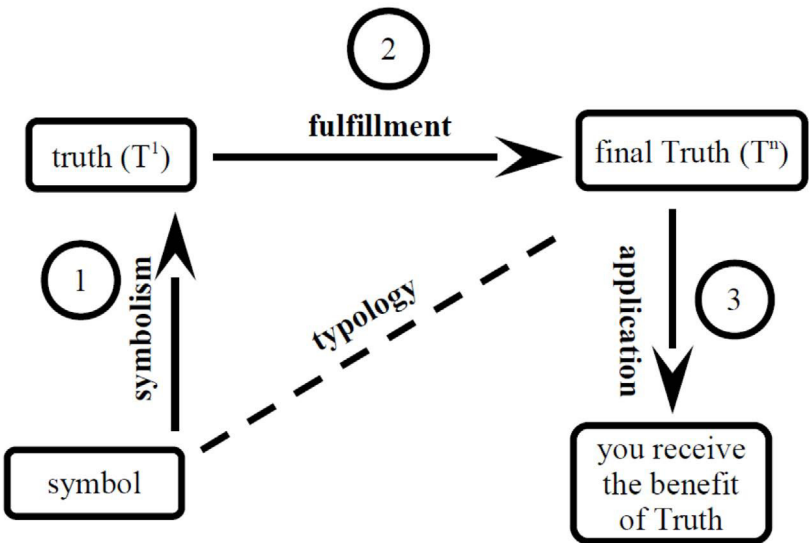 2
fulfillment
truth (T¹)
final Truth (Tⁿ)
1
symbolism
typology
application
3
symbol
you receive
the benefit
of Truth